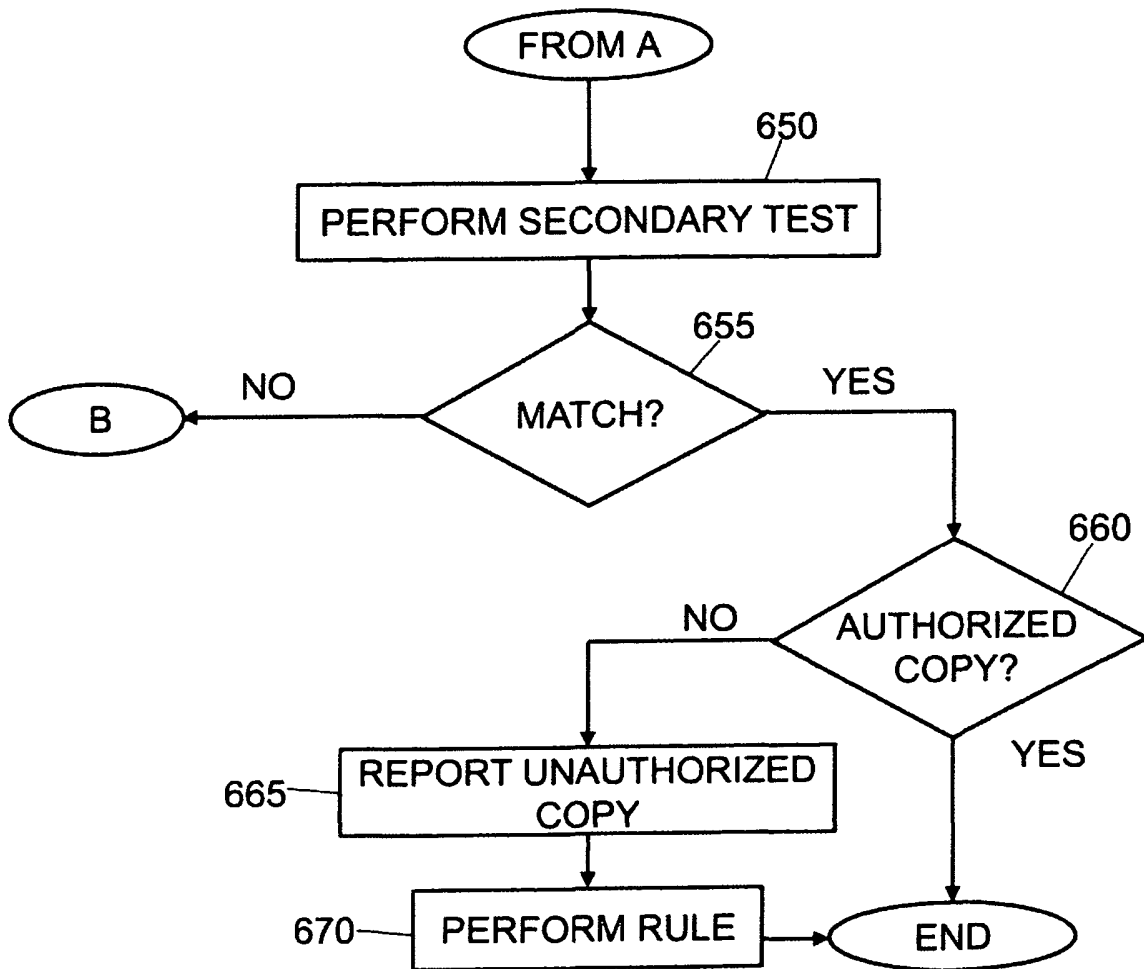 FROM A
650
PERFORM SECONDARY TEST
655
NO
YES
B
MATCH?
660
NO
AUTHORIZED
COPY?
YES
665
REPORT UNAUTHORIZED
COPY
670
PERFORM RULE
END